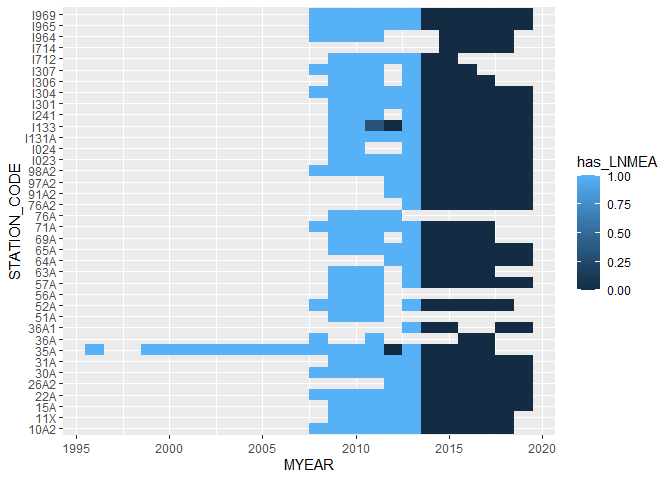 I969
I965
I964
I714
I712
I307
I306
I304
I301
I241
I133
I131A
I024
I023
98A2
97A2
91A2
76A2
76A
71A
69A
65A
64A
63A
57A
56A
52A
51A
36A1
36A
35A
31A
30A
26A2
22A
15A
11X
10A2
STATION_CODE
1995
2000
2005
2010
2015
2020
MYEAR
has_LNMEA
1.00
0.75
0.50
0.25
0.00